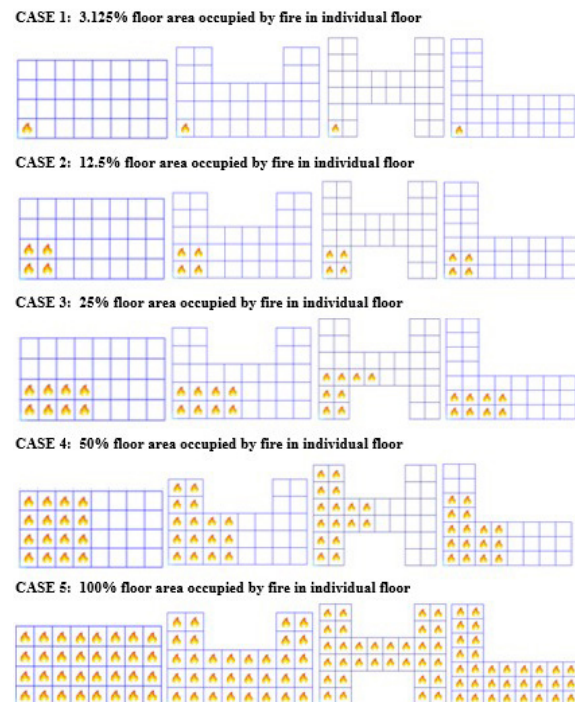 CASE 1: 3.125% floor area occupied by fire in individual floor
CASE 2: 12.5% floor area occupied by fire in individual floor
CASE 3: 25% floor area occupied by fire in individual floor
CASE 4: 50% floor area occupied by fire in individual floor
CASE 5: 100% floor area occupied by fire in individual floor